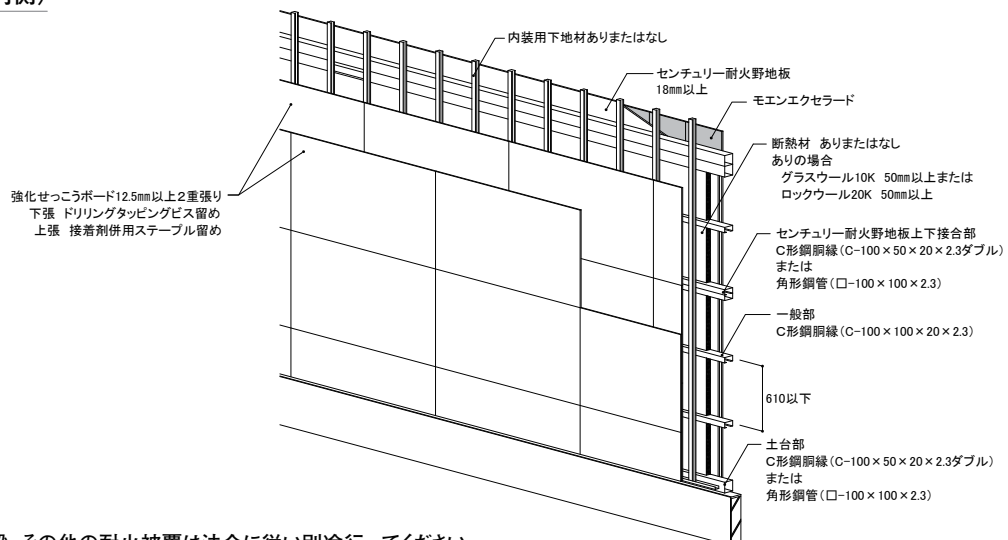 内装用下地材ありまたはなし
センチュリー耐火野地板
18mm以上
モエンエクセラード
断熱材 ありまたはなし
ありの場合
グラスウール10K 50mm以上または
ロックウール20K 50mm以上
強化せっこうボード12.5mm以上2重張り
下張 ドリリングタッピングビス留め
上張 接着剤併用ステープル留め
センチュリー耐火野地板上下接合部
C形鋼胴縁(C-100×50×20×2.3ダブル)
または
角形鋼管(□-100×100×2.3)
一般部
C形鋼胴縁(C-100×100×20×2.3)
610以下
土台部
C形鋼胴縁(C-100×50×20×2.3ダブル)
または
角形鋼管(□-100×100×2.3)